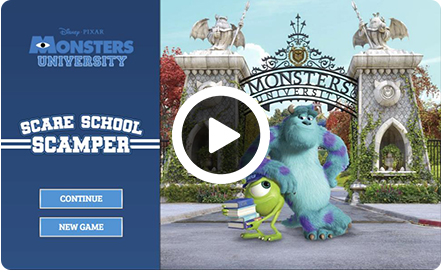 Disney PIXAR
MONSTERS
UNIVERSITY
SCARE SCHOOL
SCAMPER
CONTINUE
NEW GAME
MONSTERS
UNIVERSITY